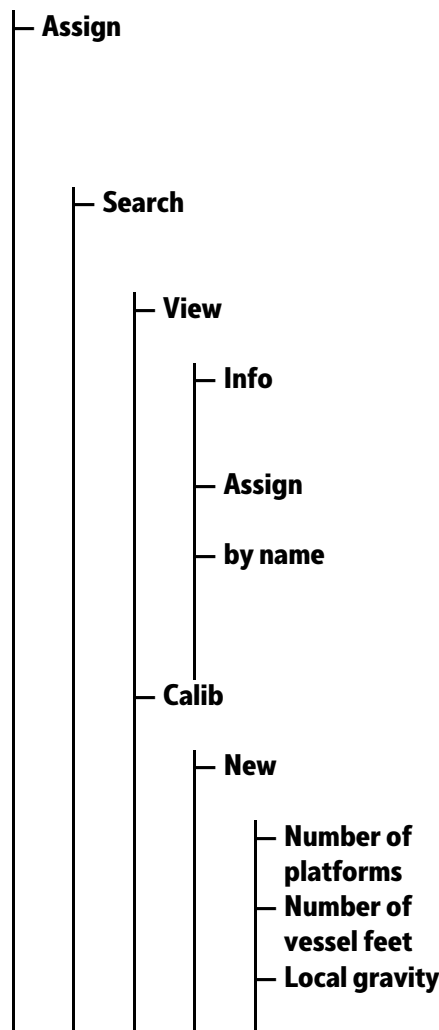 Assign
Search
View
Info
Assign
by name
Calib
New
Number of
platforms
Number of
vessel feet
Local gravity